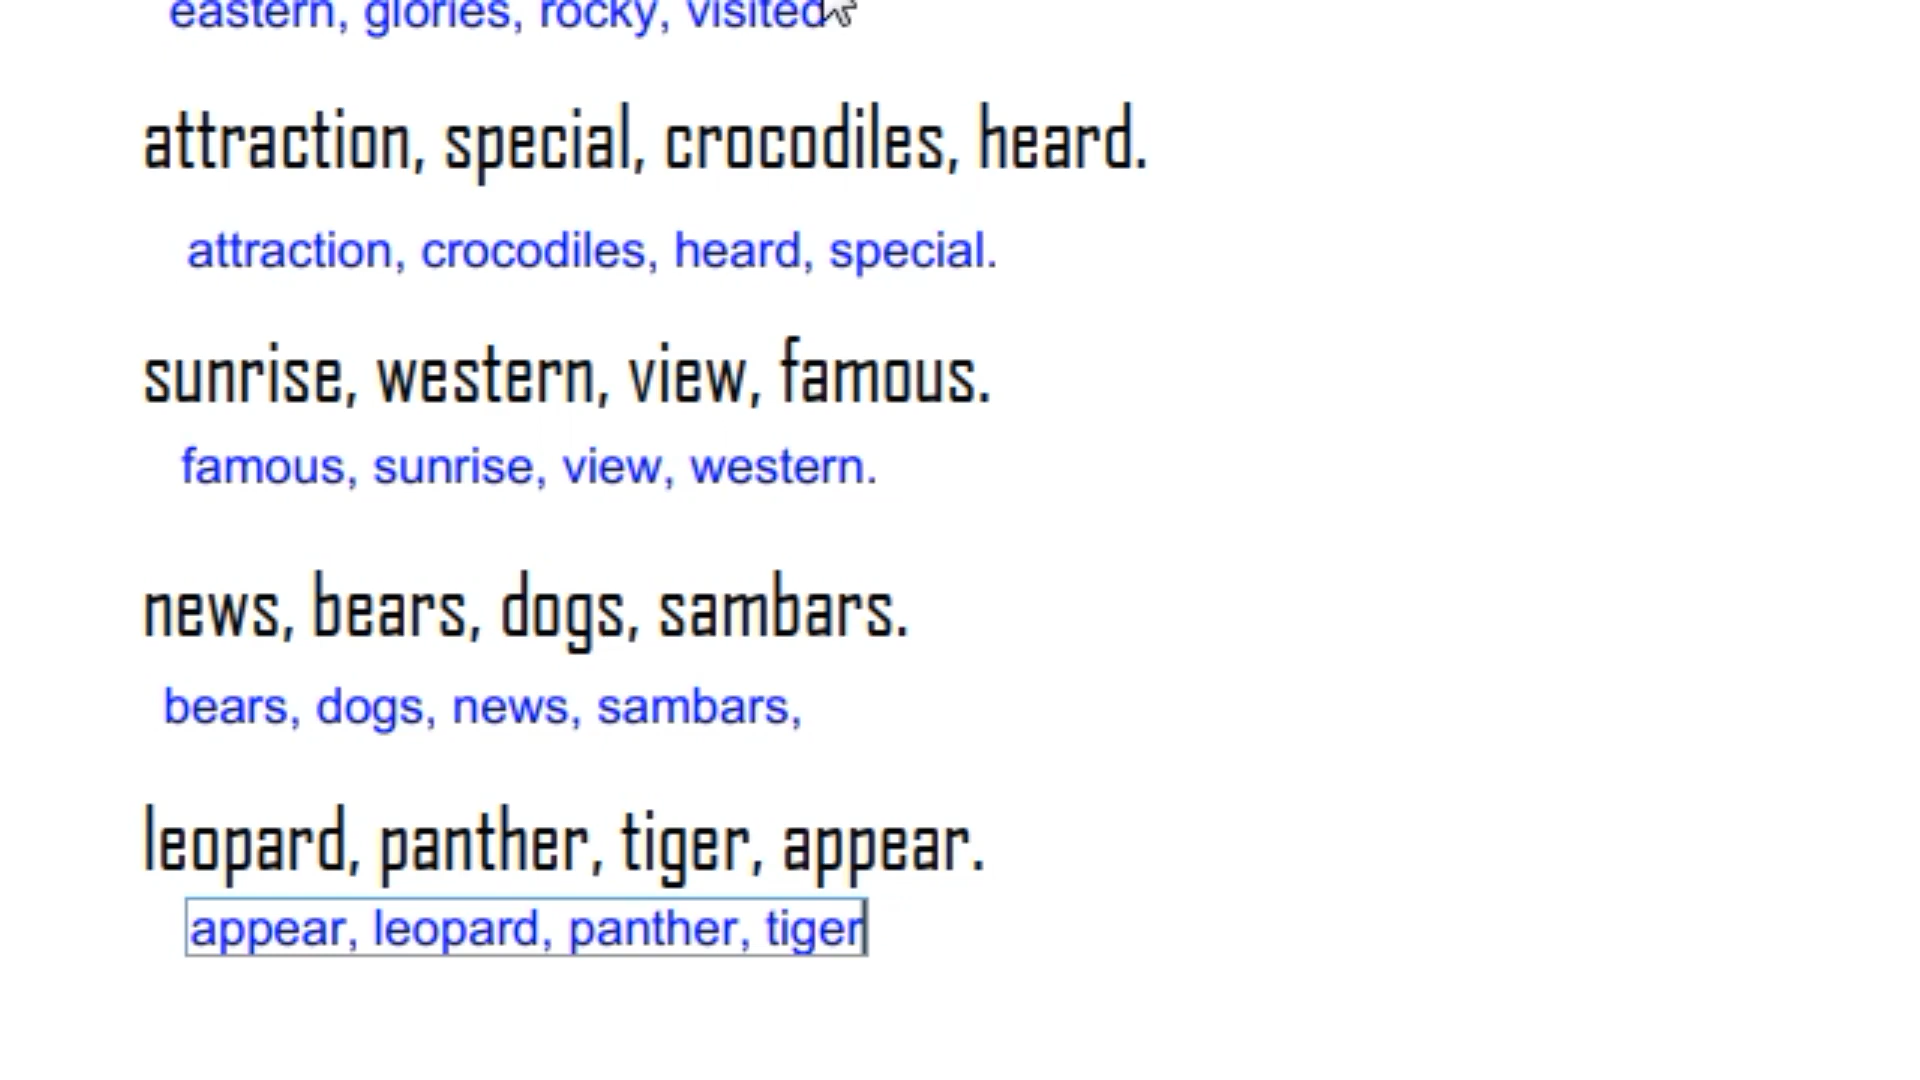 eastern, glories, rocky, visited
attraction, special, crocodiles, heard.
attraction, crocodiles, heard, special.
sunrise, western, view, famous.
famous, sunrise, view, western.
news, bears, dogs, sambars.
bears, dogs, news, sambars,
leopard, panther, tiger, appear.
appear, leopard, panther, tiger